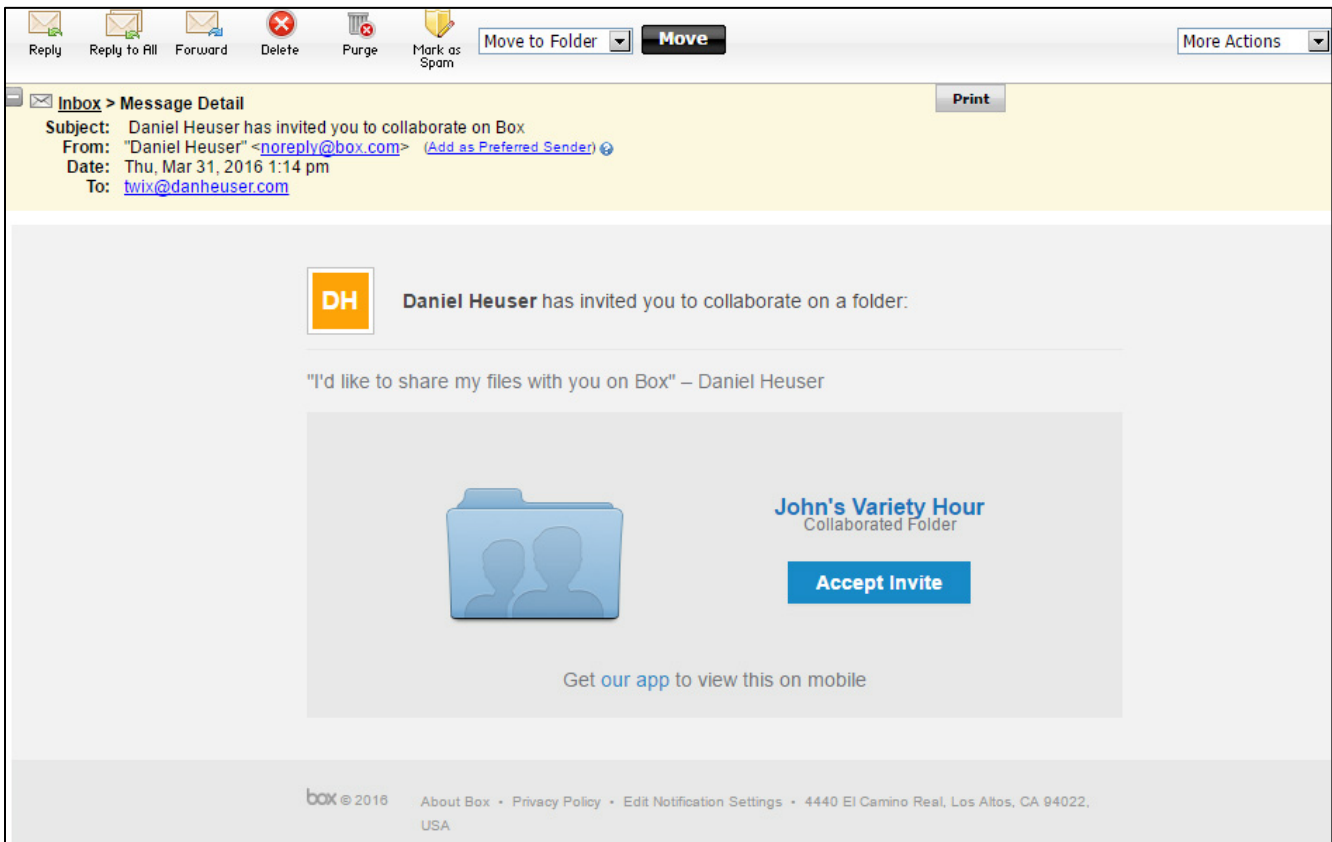 Reply Reply to All Forward Delete Purge Mark as Spam Move to Folder Move More Actions
Inbox > Message Detail Print
Subject: Daniel Heuser has invited you to collaborate on Box
From: "Daniel Heuser" <noreply@box.com> (Add as Preferred Sender) ?
Date: Thu, Mar 31, 2016 1:14 pm
To: twix@danheuser.com
DH Daniel Heuser has invited you to collaborate on a folder:
"I'd like to share my files with you on Box" – Daniel Heuser
John's Variety Hour
Collaborated Folder
Accept Invite
Get our app to view this on mobile
box © 2016 About Box • Privacy Policy • Edit Notification Settings • 4440 El Camino Real, Los Altos, CA 94022,
USA